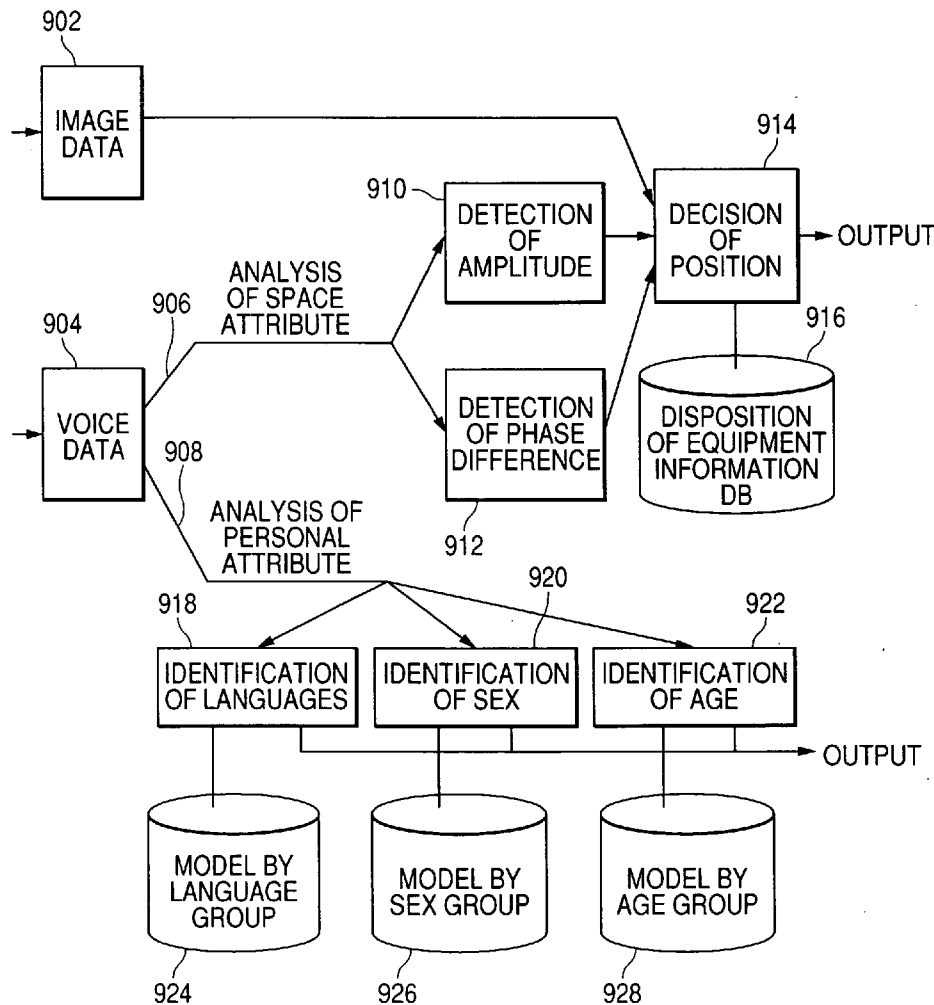 902
IMAGE
DATA
914
910
DETECTION
OF
AMPLITUDE
DECISION
OF
POSITION
OUTPUT
ANALYSIS
OF SPACE
ATTRIBUTE
906
904
916
VOICE
DATA
DETECTION
OF PHASE
DIFFERENCE
DISPOSITION
OF EQUIPMENT
INFORMATION
DB
908
912
ANALYSIS OF
PERSONAL
ATTRIBUTE
918
920
922
IDENTIFICATION
OF LANGUAGES
IDENTIFICATION
OF SEX
IDENTIFICATION
OF AGE
OUTPUT
MODEL BY
LANGUAGE
GROUP
MODEL BY
SEX GROUP
MODEL BY
AGE GROUP
924
926
928